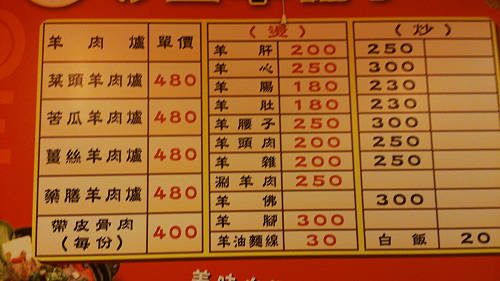 羊肉爐 單價 (燙) (炒)
菜頭羊肉爐 480
苦瓜羊肉爐 480
薑絲羊肉爐 480
藥膳羊肉爐 480
帶皮骨肉(每份) 400
羊肝 200 250
羊心 250 300
羊腸 180 230
羊肚 180 230
羊腰子 250 300
羊頭肉 200 250
羊雜 200 250
涮羊肉 250
羊佛 300
羊腳 300
羊油麵線 30 白飯 20